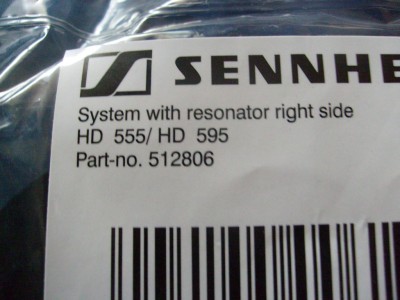 SENNHE
System with resonator right side
HD 555/ HD 595
Part-no. 512806